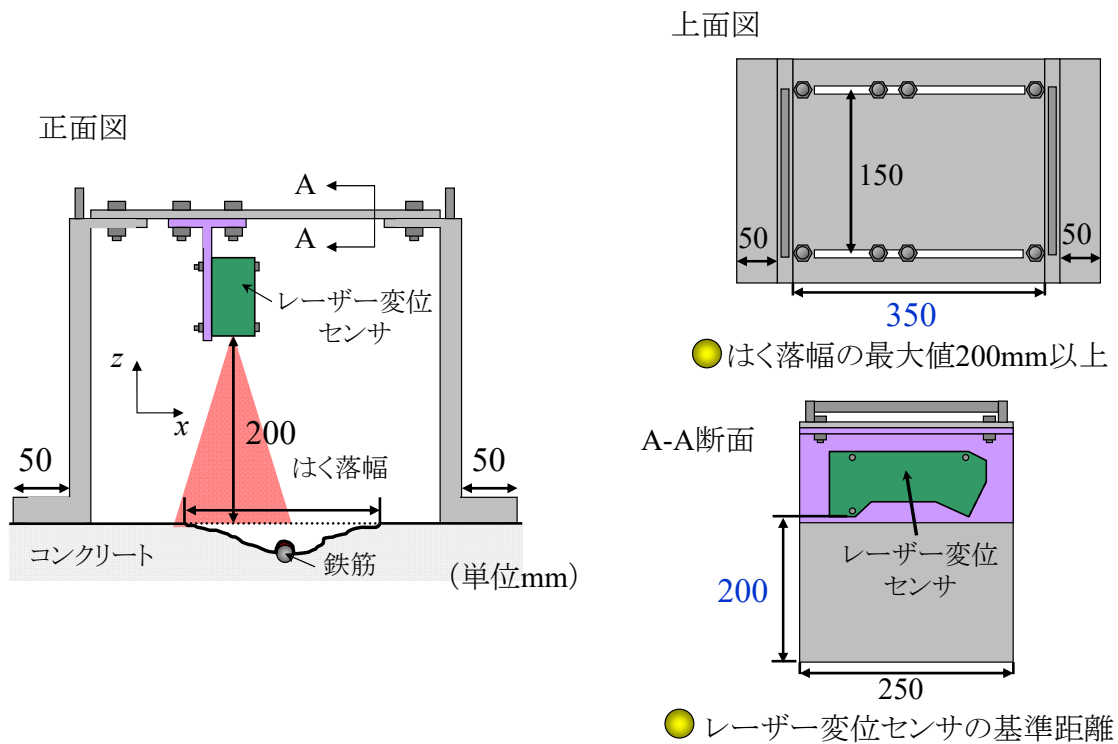 正面図
A
A
レーザー変位
センサ
z
x
200
50
はく落幅
50
コンクリート
鉄筋
(単位mm)
上面図
150
50
50
350
はく落幅の最大値200mm以上
A-A断面
レーザー変位
センサ
200
250
レーザー変位センサの基準距離